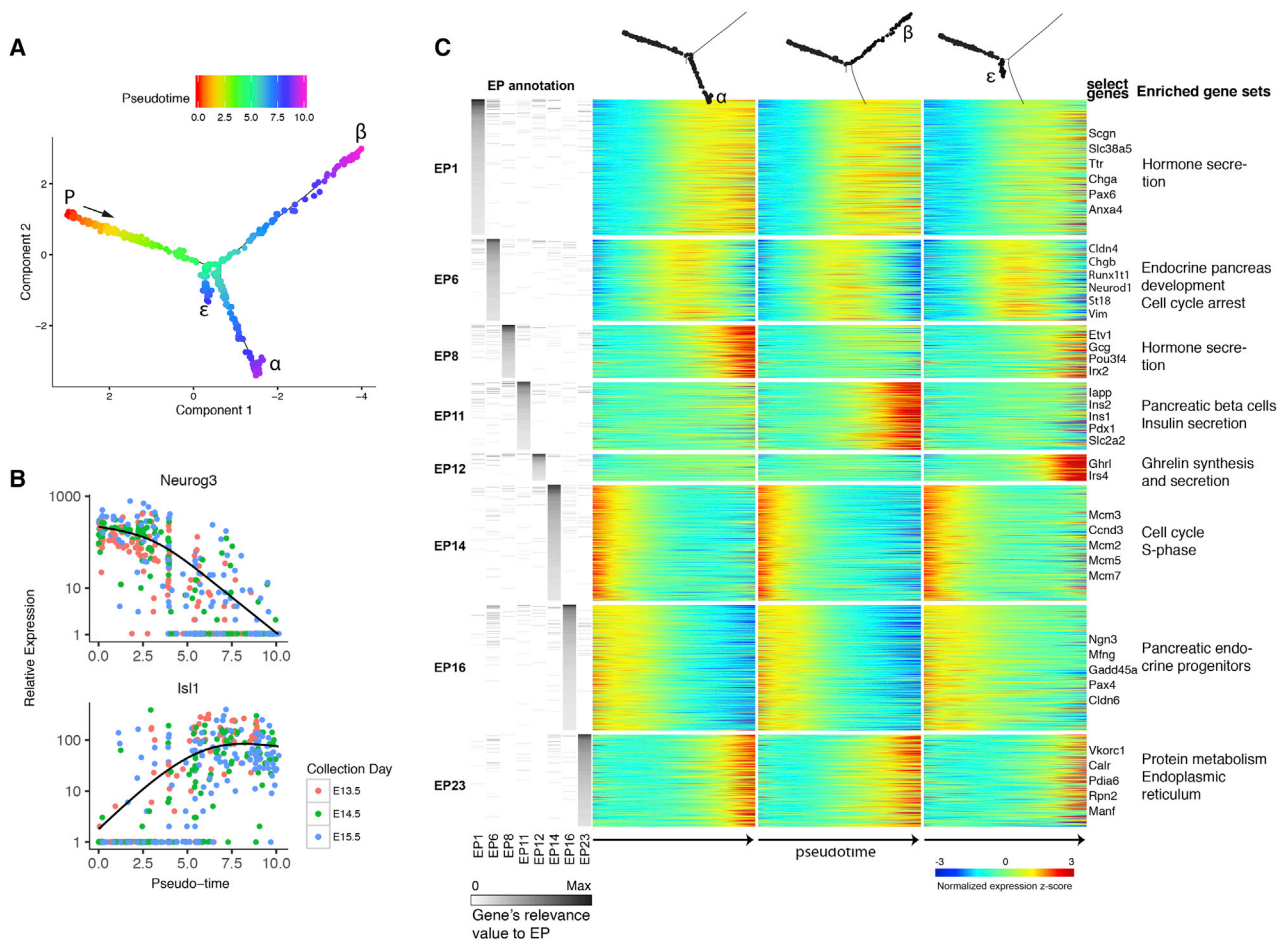 A
Pseudotime
0.0 2.5 5.0 7.5 10.0
β
P
2
Component 2
0
ε
−2
α
2 0 −2 −4
Component 1
B
Neurog3
1000
10
1
0.0 2.5 5.0 7.5 10.0
Relative Expression
Isl1
100
10
1
0.0 2.5 5.0 7.5 10.0
Pseudo−time
Collection Day
E13.5
E14.5
E15.5
C
α
β
ε
EP annotation
select
genes
Enriched gene sets
EP1
Scgn
Slc38a5
Ttr
Chga
Pax6
Anxa4
Hormone secre-
tion
EP6
Cldn4
Chgb
Runx1t1
Neurod1
St18
Vim
Endocrine pancreas
development
Cell cycle arrest
EP8
Etv1
Gcg
Pou3f4
Irx2
Hormone secre-
tion
EP11
Iapp
Ins2
Ins1
Pdx1
Slc2a2
Pancreatic beta cells
Insulin secretion
EP12
Ghrl
Irs4
Ghrelin synthesis
and secretion
EP14
Mcm3
Ccnd3
Mcm2
Mcm5
Mcm7
Cell cycle
S-phase
EP16
Ngn3
Mfng
Gadd45a
Pax4
Cldn6
Pancreatic endo-
crine progenitors
EP23
Vkorc1
Calr
Pdia6
Rpn2
Manf
Protein metabolism
Endoplasmic
reticulum
EP1 EP6 EP8 EP11 EP12 EP14 EP16 EP23
pseudotime
0 Max
Gene's relevance
value to EP
-3 0 3
Normalized expression z-score